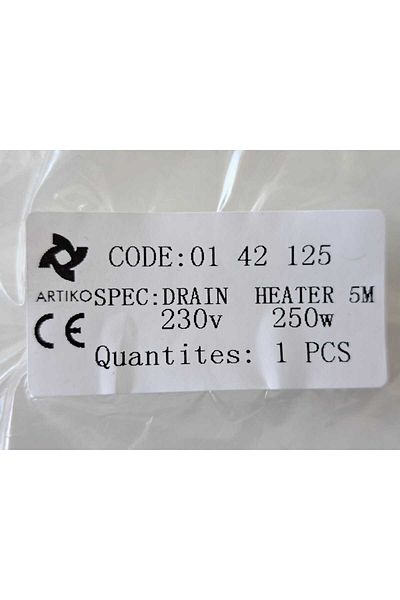 CODE:01 42 125
ARTIKO SPEC:DRAIN HEATER 5M
CE 230v 250w
Quantites: 1 PCS